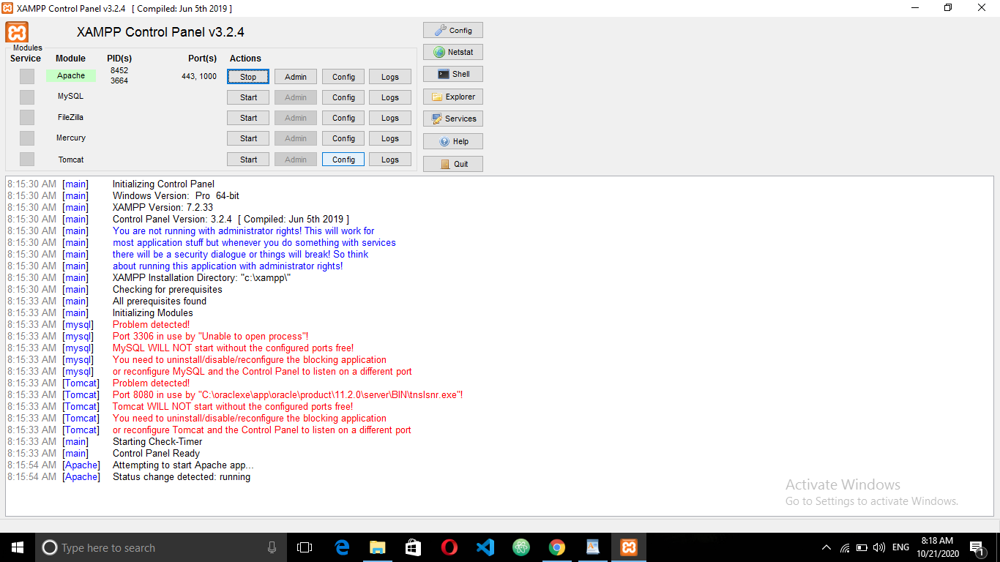 XAMPP Control Panel v3.2.4 [ Compiled: Jun 5th 2019 ]
XAMPP Control Panel v3.2.4
Config
Modules
Service Module PID(s) Port(s) Actions
Netstat
Apache 8452 3664 443, 1000 Stop Admin Config Logs
Shell
MySQL Start Admin Config Logs
Explorer
FileZilla Start Admin Config Logs
Services
Mercury Start Admin Config Logs
Help
Tomcat Start Admin Config Logs
Quit
8:15:30 AM [main] Initializing Control Panel
8:15:30 AM [main] Windows Version: Pro 64-bit
8:15:30 AM [main] XAMPP Version: 7.2.33
8:15:30 AM [main] Control Panel Version: 3.2.4 [ Compiled: Jun 5th 2019 ]
8:15:30 AM [main] You are not running with administrator rights! This will work for
8:15:30 AM [main] most application stuff but whenever you do something with services
8:15:30 AM [main] there will be a security dialogue or things will break! So think
8:15:30 AM [main] about running this application with administrator rights!
8:15:30 AM [main] XAMPP Installation Directory: "c:\xampp\"
8:15:30 AM [main] Checking for prerequisites
8:15:33 AM [main] All prerequisites found
8:15:33 AM [main] Initializing Modules
8:15:33 AM [mysql] Problem detected!
8:15:33 AM [mysql] Port 3306 in use by "Unable to open process"!
8:15:33 AM [mysql] MySQL WILL NOT start without the configured ports free!
8:15:33 AM [mysql] You need to uninstall/disable/reconfigure the blocking application
8:15:33 AM [mysql] or reconfigure MySQL and the Control Panel to listen on a different port
8:15:33 AM [Tomcat] Problem detected!
8:15:33 AM [Tomcat] Port 8080 in use by "C:\oraclexe\app\oracle\product\11.2.0\server\BIN\tnslsnr.exe"!
8:15:33 AM [Tomcat] Tomcat WILL NOT start without the configured ports free!
8:15:33 AM [Tomcat] You need to uninstall/disable/reconfigure the blocking application
8:15:33 AM [Tomcat] or reconfigure Tomcat and the Control Panel to listen on a different port
8:15:33 AM [main] Starting Check-Timer
8:15:33 AM [main] Control Panel Ready
8:15:54 AM [Apache] Attempting to start Apache app...
8:15:54 AM [Apache] Status change detected: running
Activate Windows
Go to Settings to activate Windows.
Type here to search
ENG
8:18 AM
10/21/2020
1